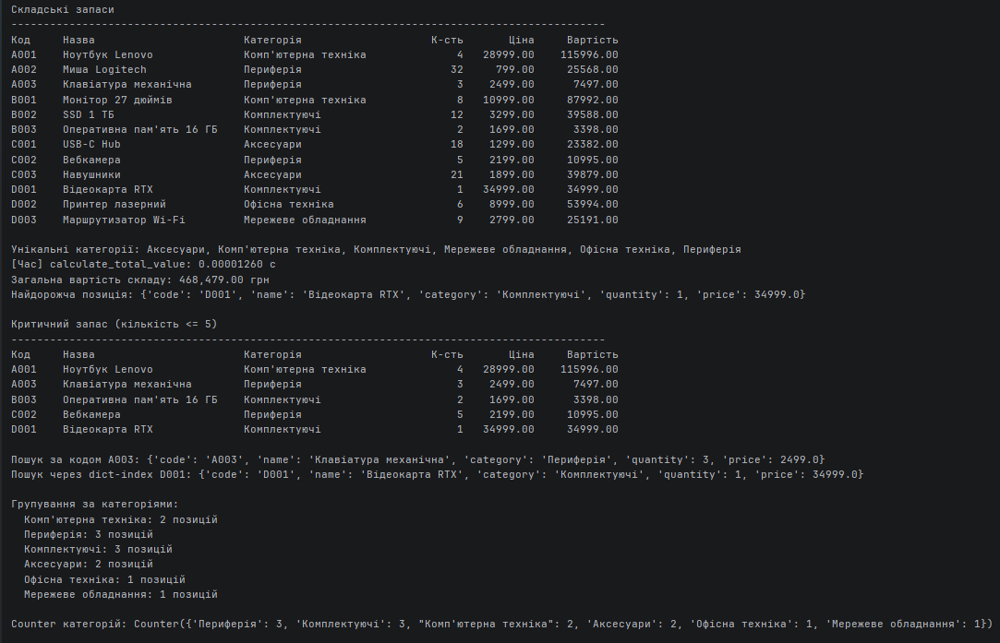 Складські запаси
--------------------------------------------------------------------------------------------
Код     Назва                       Категорія                    К-сть       Ціна     Вартість
A001    Ноутбук Lenovo              Комп'ютерна техніка              4   28999.00    115996.00
A002    Миша Logitech               Периферія                       32     799.00     25568.00
A003    Клавіатура механічна        Периферія                        3    2499.00      7497.00
B001    Монітор 27 дюймів           Комп'ютерна техніка              8   10999.00     87992.00
B002    SSD 1 ТБ                    Комплектуючі                    12    3299.00     39588.00
B003    Оперативна пам'ять 16 ГБ    Комплектуючі                     2    1699.00      3398.00
C001    USB-C Hub                   Аксесуари                       18    1299.00     23382.00
C002    Вебкамера                   Периферія                        5    2199.00     10995.00
C003    Навушники                   Аксесуари                       21    1899.00     39879.00
D001    Відеокарта RTX              Комплектуючі                     1   34999.00     34999.00
D002    Принтер лазерний            Офісна техніка                   6    8999.00     53994.00
D003    Маршрутизатор Wi-Fi         Мережеве обладнання              9    2799.00     25191.00

Унікальні категорії: Аксесуари, Комп'ютерна техніка, Комплектуючі, Мережеве обладнання, Офісна техніка, Периферія
[Час] calculate_total_value: 0.00001260 с
Загальна вартість складу: 468,479.00 грн
Найдорожча позиція: {'code': 'D001', 'name': 'Відеокарта RTX', 'category': 'Комплектуючі', 'quantity': 1, 'price': 34999.0}

Критичний запас (кількість <= 5)
--------------------------------------------------------------------------------------------
Код     Назва                       Категорія                    К-сть       Ціна     Вартість
A001    Ноутбук Lenovo              Комп'ютерна техніка              4   28999.00    115996.00
A003    Клавіатура механічна        Периферія                        3    2499.00      7497.00
B003    Оперативна пам'ять 16 ГБ    Комплектуючі                     2    1699.00      3398.00
C002    Вебкамера                   Периферія                        5    2199.00     10995.00
D001    Відеокарта RTX              Комплектуючі                     1   34999.00     34999.00

Пошук за кодом A003: {'code': 'A003', 'name': 'Клавіатура механічна', 'category': 'Периферія', 'quantity': 3, 'price': 2499.0}
Пошук через dict-index D001: {'code': 'D001', 'name': 'Відеокарта RTX', 'category': 'Комплектуючі', 'quantity': 1, 'price': 34999.0}

Групування за категоріями:
  Комп'ютерна техніка: 2 позицій
  Периферія: 3 позицій
  Комплектуючі: 3 позицій
  Аксесуари: 2 позицій
  Офісна техніка: 1 позицій
  Мережеве обладнання: 1 позицій

Counter категорій: Counter({'Периферія': 3, 'Комплектуючі': 3, "Комп'ютерна техніка": 2, 'Аксесуари': 2, 'Офісна техніка': 1, 'Мережеве обладнання': 1})